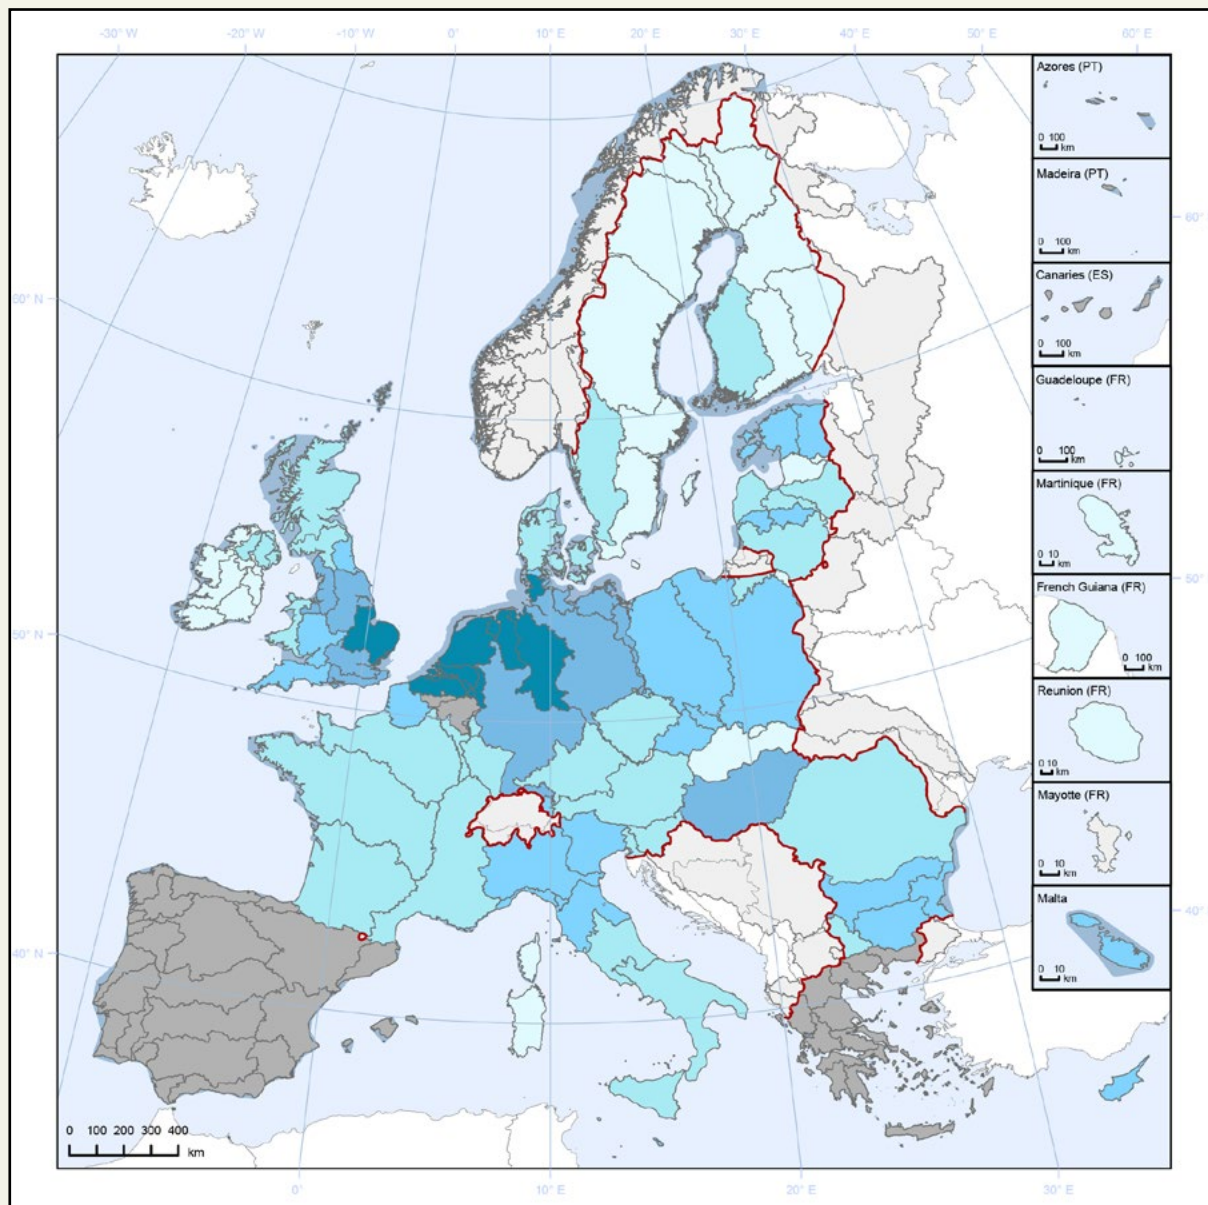 -30° W -20° W -10° W 0° 10° E 20° E 30° E 40° E 50° E 60° E
Azores (PT)
0 100
km
Madeira (PT)
0 100
km
60°
Canaries (ES)
0 100
km
60° N
Guadeloupe (FR)
0 100
km
Martinique (FR)
0 10
km
50°
French Guiana (FR)
0 100
km
50° N
Reunion (FR)
0 10
km
Mayotte (FR)
0 10
km
Malta
0 10
km
40°
40° N
0 100 200 300 400
km
0° 10° E 20° E 30° E